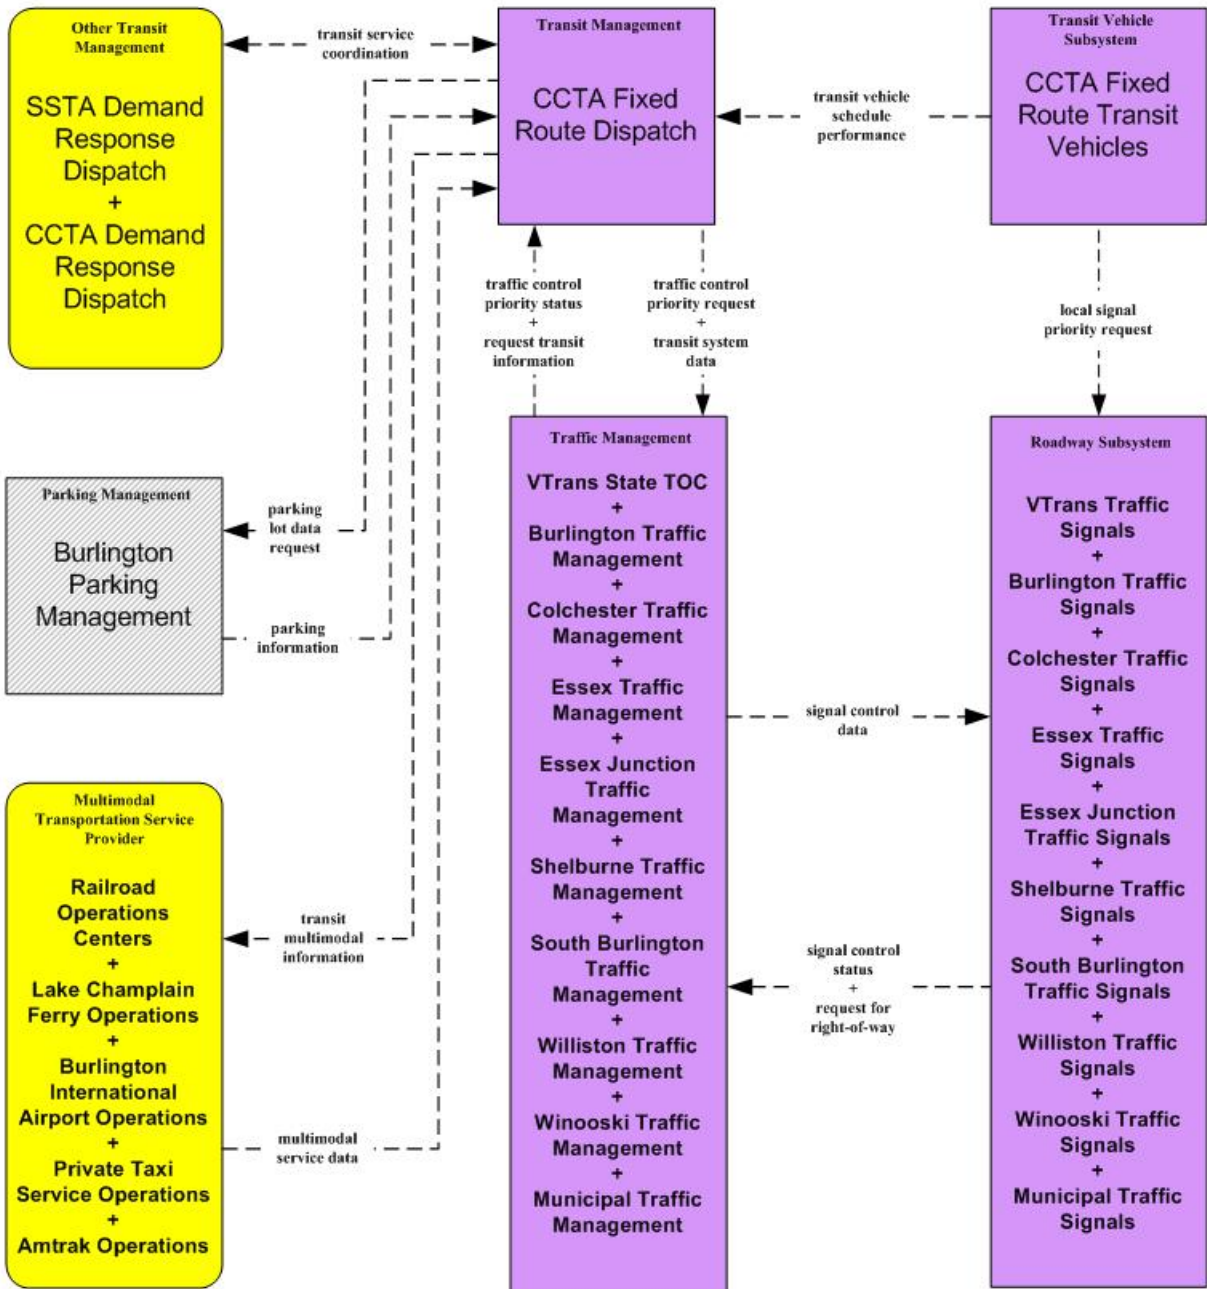 Other Transit
Management
SSTA Demand
Response
Dispatch
+
CCTA Demand
Response
Dispatch
transit service
coordination
Transit Management
CCTA Fixed
Route Dispatch
transit vehicle
schedule
performance
Transit Vehicle
Subsystem
CCTA Fixed
Route Transit
Vehicles
traffic control
priority status
+
request transit
information
traffic control
priority request
+
transit system
data
local signal
priority request
Parking Management
Burlington
Parking
Management
parking
lot data
request
parking
information
Multimodal
Transportation Service
Provider
Railroad
Operations
Centers
+
Lake Champlain
Ferry Operations
+
Burlington
International
Airport Operations
+
Private Taxi
Service Operations
+
Amtrak Operations
transit
multimodal
information
multimodal
service data
Traffic Management
VTrans State TOC
+
Burlington Traffic
Management
+
Colchester Traffic
Management
+
Essex Traffic
Management
+
Essex Junction
Traffic
Management
+
Shelburne Traffic
Management
+
South Burlington
Traffic
Management
+
Williston Traffic
Management
+
Winooski Traffic
Management
+
Municipal Traffic
Management
signal control
data
signal control
status
+
request for
right-of-way
Roadway Subsystem
VTrans Traffic
Signals
+
Burlington Traffic
Signals
+
Colchester Traffic
Signals
+
Essex Traffic
Signals
+
Essex Junction
Traffic Signals
+
Shelburne Traffic
Signals
+
South Burlington
Traffic Signals
+
Williston Traffic
Signals
+
Winooski Traffic
Signals
+
Municipal Traffic
Signals